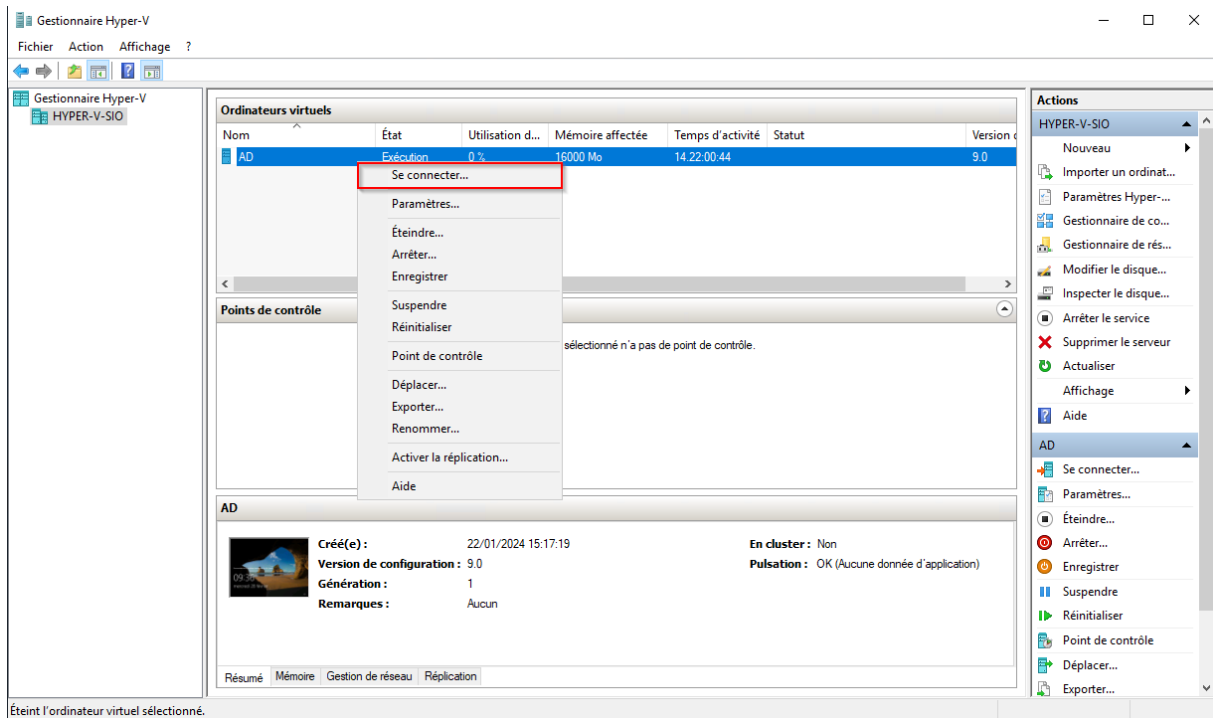 Gestionnaire Hyper-V
Fichier Action Affichage ?
Gestionnaire Hyper-V
HYPER-V-SIO
Ordinateurs virtuels
Nom État Utilisation d... Mémoire affectée Temps d'activité Statut Version
AD Exécution 0 % 16000 Mo 14.22:00:44 9.0
Se connecter...
Paramètres...
Éteindre...
Arrêter...
Enregistrer
Suspendre
Réinitialiser
Point de contrôle
Déplacer...
Exporter...
Renommer...
Activer la réplication...
Aide
Points de contrôle
sélectionné n'a pas de point de contrôle.
AD
Créé(e) : 22/01/2024 15:17:19 En cluster : Non
Version de configuration : 9.0 Pulsation : OK (Aucune donnée d'application)
Génération : 1
Remarques : Aucun
Résumé Mémoire Gestion de réseau Réplication
Actions
HYPER-V-SIO
Nouveau
Importer un ordinat...
Paramètres Hyper-...
Gestionnaire de co...
Gestionnaire de rés...
Modifier le disque...
Inspecter le disque...
Arrêter le service
Supprimer le serveur
Actualiser
Affichage
Aide
AD
Se connecter...
Paramètres...
Éteindre...
Arrêter...
Enregistrer
Suspendre
Réinitialiser
Point de contrôle
Déplacer...
Exporter...
Éteint l'ordinateur virtuel sélectionné.